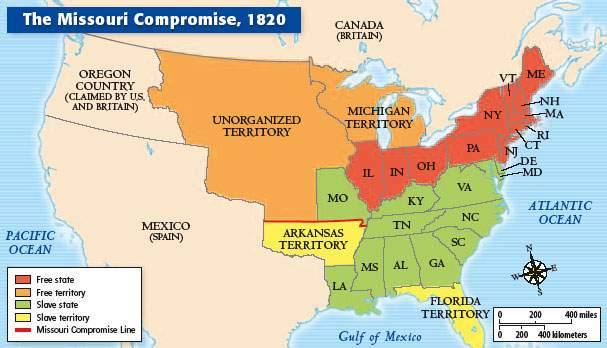 The Missouri Compromise, 1820
CANADA
(BRITAIN)
OREGON
COUNTRY
(CLAIMED BY U.S.
AND BRITAIN)
UNORGANIZED
TERRITORY
MICHIGAN
TERRITORY
VT
ME
NH
MA
NY
RI
CT
PA
NJ
DE
MD
IL
IN
OH
MO
KY
VA
ATLANTIC
OCEAN
PACIFIC
OCEAN
MEXICO
(SPAIN)
ARKANSAS
TERRITORY
TN
NC
SC
MS
AL
GA
LA
FLORIDA
TERRITORY
Gulf of Mexico
N
W
E
S
Free state
Free territory
Slave state
Slave territory
Missouri Compromise Line
0 200 400 miles
0 200 400 kilometers